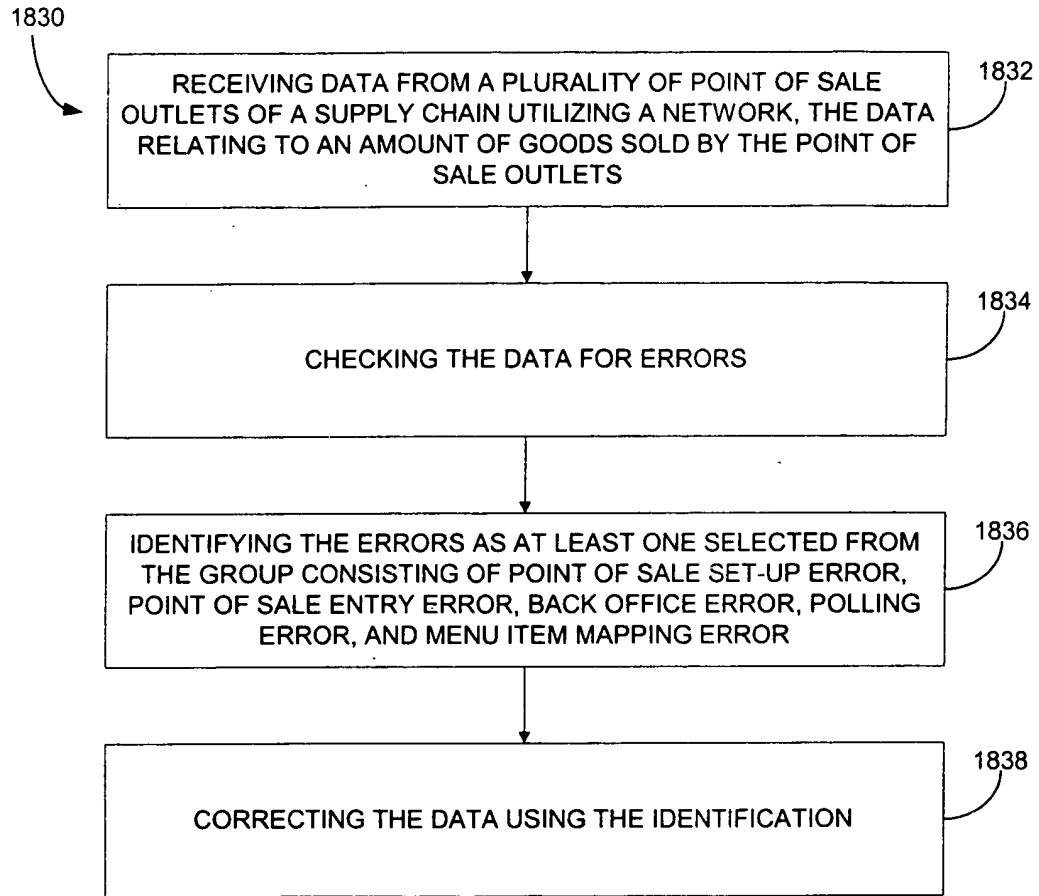 1830
RECEIVING DATA FROM A PLURALITY OF POINT OF SALE
OUTLETS OF A SUPPLY CHAIN UTILIZING A NETWORK, THE DATA
RELATING TO AN AMOUNT OF GOODS SOLD BY THE POINT OF
SALE OUTLETS
1832
CHECKING THE DATA FOR ERRORS
1834
IDENTIFYING THE ERRORS AS AT LEAST ONE SELECTED FROM
THE GROUP CONSISTING OF POINT OF SALE SET-UP ERROR,
POINT OF SALE ENTRY ERROR, BACK OFFICE ERROR, POLLING
ERROR, AND MENU ITEM MAPPING ERROR
1836
CORRECTING THE DATA USING THE IDENTIFICATION
1838